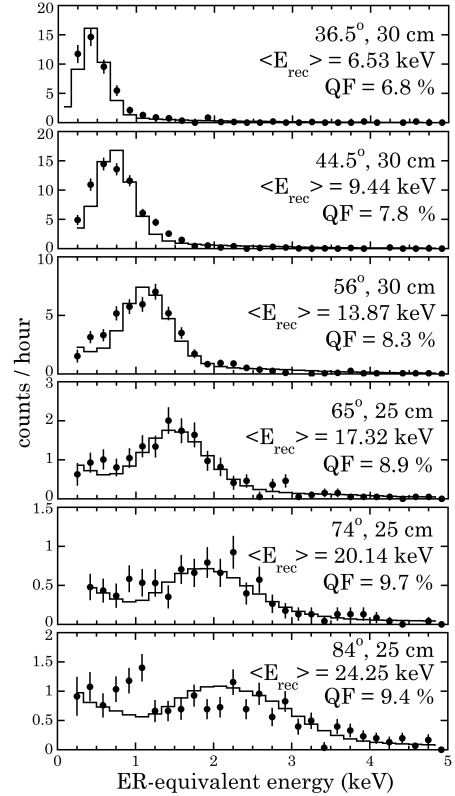 20
15
10
5
0
36.5°, 30 cm
<E_rec> = 6.53 keV
QF = 6.8 %
20
15
10
5
0
44.5°, 30 cm
<E_rec> = 9.44 keV
QF = 7.8 %
10
5
0
56°, 30 cm
<E_rec> = 13.87 keV
QF = 8.3 %
counts / hour
3
2
1
0
65°, 25 cm
<E_rec> = 17.32 keV
QF = 8.9 %
1.5
1
0.5
0
74°, 25 cm
<E_rec> = 20.14 keV
QF = 9.7 %
2
1.5
1
0.5
0
84°, 25 cm
<E_rec> = 24.25 keV
QF = 9.4 %
0 1 2 3 4 5
ER-equivalent energy (keV)